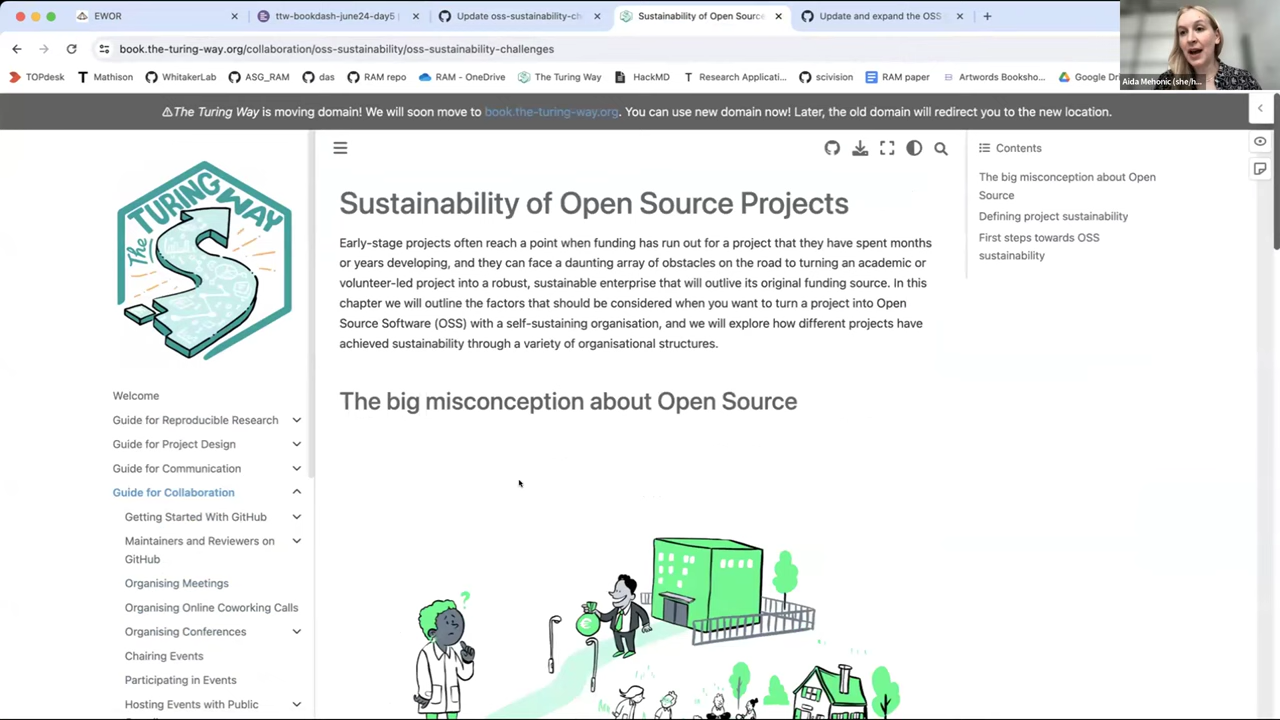 EWOR
ttw-bookdash-june24-day5
Update oss-sustainability-ch
Sustainability of Open Source
Update and expand the OSS
book.the-turing-way.org/collaboration/oss-sustainability/oss-sustainability-challenges
TOPdesk
Mathison
WhitakerLab
ASG_RAM
das
RAM repo
RAM - OneDrive
The Turing Way
HackMD
Research Applicati...
scivision
RAM paper
Artwords Booksho...
Google Dri
Aida Mehonic (she/h...
⚠The Turing Way is moving domain! We will soon move to book.the-turing-way.org. You can use new domain now! Later, the old domain will redirect you to the new location.
The TURING WAY
Welcome
Guide for Reproducible Research
Guide for Project Design
Guide for Communication
Guide for Collaboration
Getting Started With GitHub
Maintainers and Reviewers on
GitHub
Organising Meetings
Organising Online Coworking Calls
Organising Conferences
Chairing Events
Participating in Events
Hosting Events with Public
Sustainability of Open Source Projects
Early-stage projects often reach a point when funding has run out for a project that they have spent months
or years developing, and they can face a daunting array of obstacles on the road to turning an academic or
volunteer-led project into a robust, sustainable enterprise that will outlive its original funding source. In this
chapter we will outline the factors that should be considered when you want to turn a project into Open
Source Software (OSS) with a self-sustaining organisation, and we will explore how different projects have
achieved sustainability through a variety of organisational structures.
The big misconception about Open Source
?
€
Contents
The big misconception about Open
Source
Defining project sustainability
First steps towards OSS
sustainability